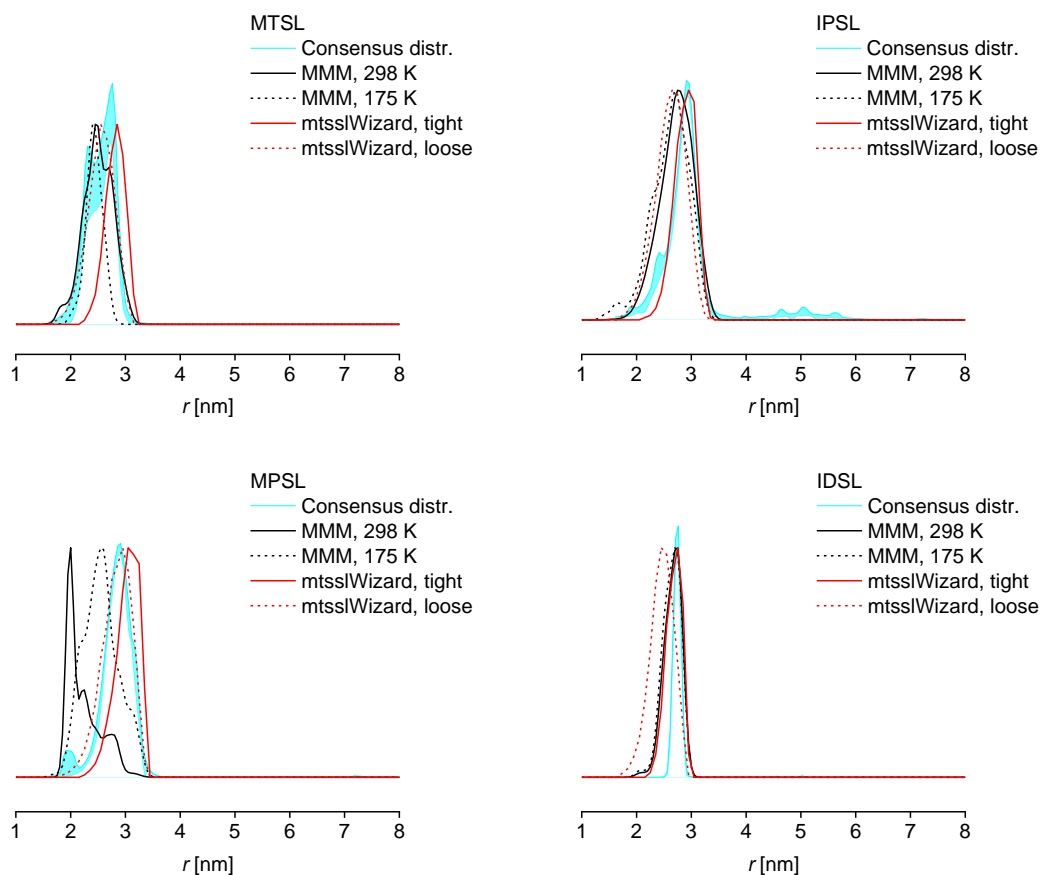 MTSL
Consensus distr.
MMM, 298 K
MMM, 175 K
mtsslWizard, tight
mtsslWizard, loose
1 2 3 4 5 6 7 8
r [nm]
IPSL
Consensus distr.
MMM, 298 K
MMM, 175 K
mtsslWizard, tight
mtsslWizard, loose
1 2 3 4 5 6 7 8
r [nm]
MPSL
Consensus distr.
MMM, 298 K
MMM, 175 K
mtsslWizard, tight
mtsslWizard, loose
1 2 3 4 5 6 7 8
r [nm]
IDSL
Consensus distr.
MMM, 298 K
MMM, 175 K
mtsslWizard, tight
mtsslWizard, loose
1 2 3 4 5 6 7 8
r [nm]